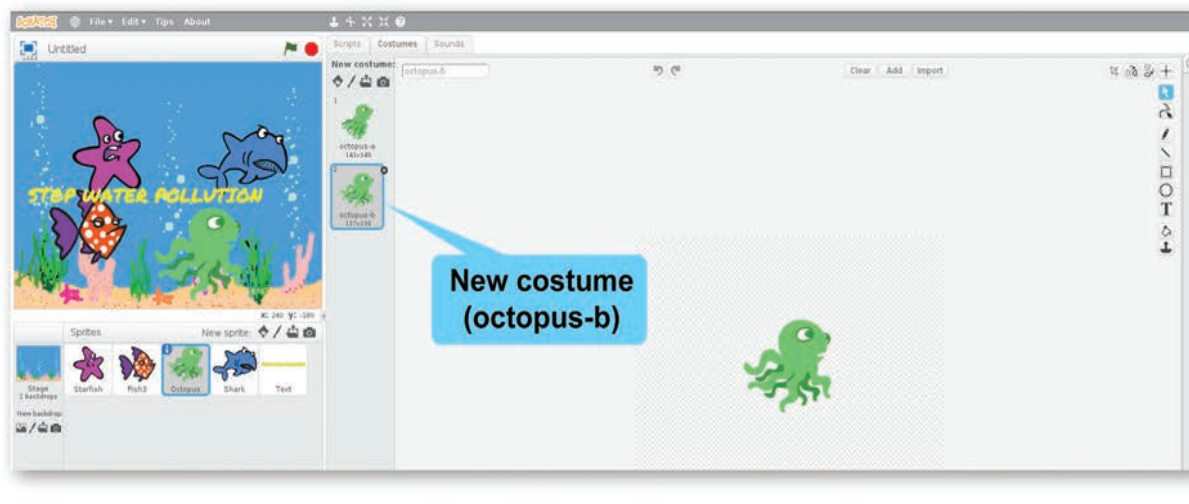 SCRATCH File Edit Tips About
Untitled
Scripts Costumes Sounds
New costume:
octopus-b
Clear Add Import
1
octopus-a
2
octopus-b
STOP WATER POLLUTION
New costume
(octopus-b)
T
X: 240 Y: -180
Sprites New sprite:
Starfish Fish3 Octopus Shark Text
Stage
2 backdrops
New backdrop: